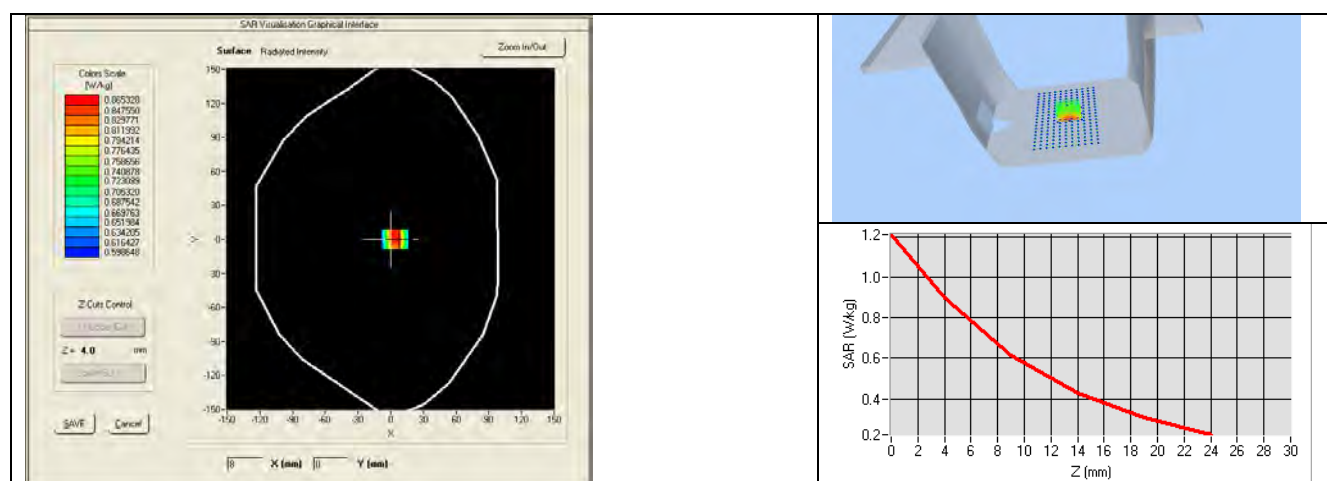 SAR Visualisation Graphical Interface
Surface Radiated Intensity
Zoom In/Out
Colors Scale
(W/kg)
0.865328
0.847550
0.829771
0.811992
0.794214
0.776435
0.758656
0.740878
0.723099
0.705320
0.687542
0.669763
0.651984
0.634205
0.616427
0.598648
150
120
90
60
30
0
-30
-60
-90
-120
-150
Y
-150 -120 -90 -60 -30 0 30 60 90 120 150
X
Z Cuts Control
Z = 4.0 mm
SAVE Cancel
8 X (mm) 0 Y (mm)
1.2
1.0
0.8
0.6
0.4
0.2
SAR (W/kg)
0 2 4 6 8 10 12 14 16 18 20 22 24 26 28 30
Z (mm)